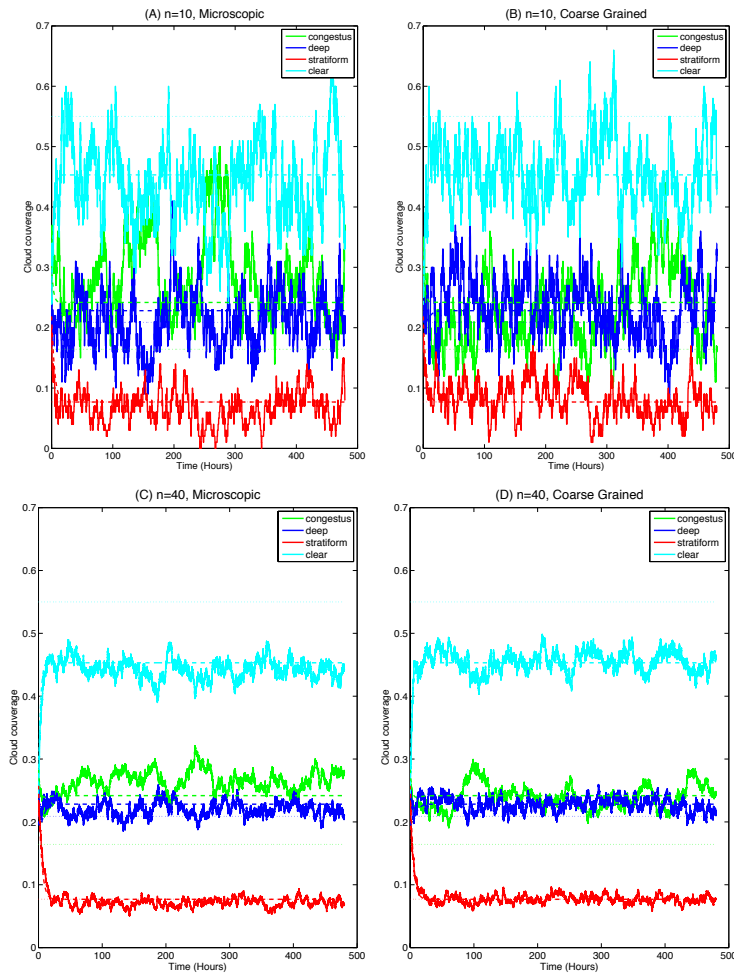 (A) n=10, Microscopic
0.7
0.6
0.5
0.4
0.3
0.2
0.1
0
Cloud couverage
congestus
deep
stratiform
clear
0 100 200 300 400 500
Time (Hours)
(B) n=10, Coarse Grained
0.7
0.6
0.5
0.4
0.3
0.2
0.1
0
Cloud couverage
congestus
deep
stratiform
clear
0 100 200 300 400 500
Time (Hours)
(C) n=40, Microscopic
0.7
0.6
0.5
0.4
0.3
0.2
0.1
0
Cloud couverage
congestus
deep
stratiform
clear
0 100 200 300 400 500
Time (Hours)
(D) n=40, Coarse Grained
0.7
0.6
0.5
0.4
0.3
0.2
0.1
0
Cloud couverage
congestus
deep
stratiform
clear
0 100 200 300 400 500
Time (Hours)